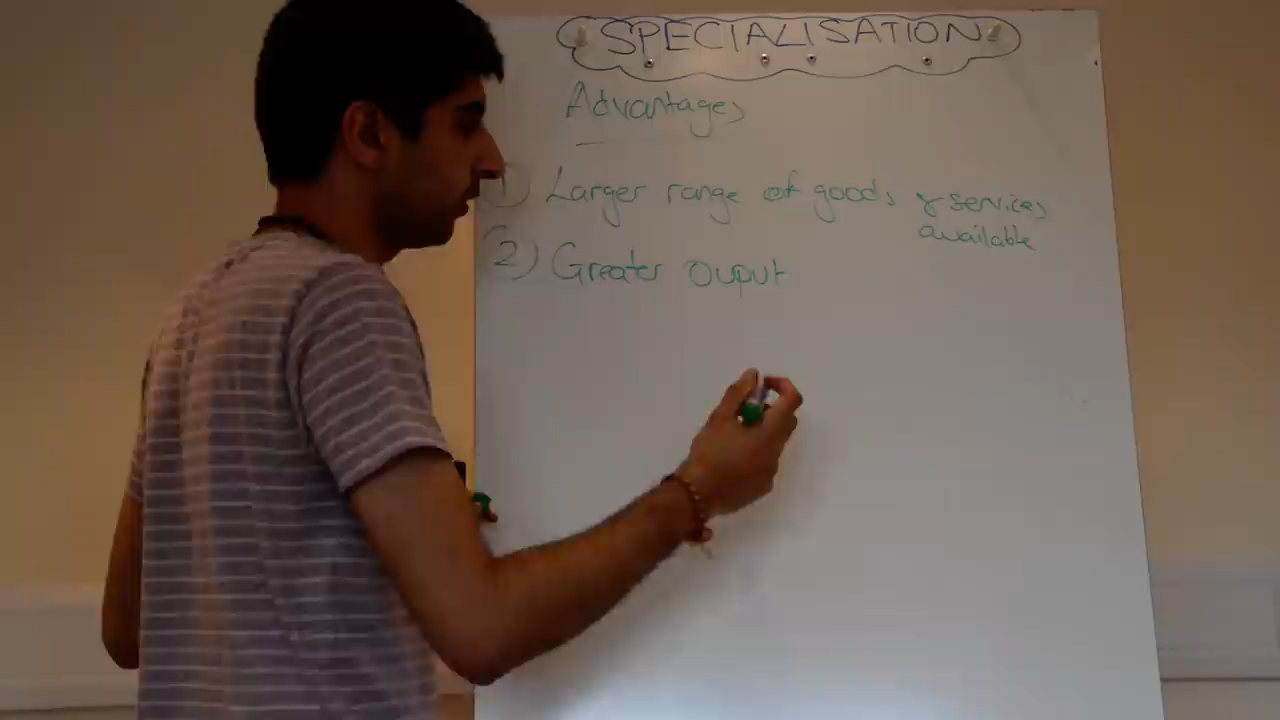 SPECIALISATION
Advantages
1) Larger range of goods & services
available
2) Greater Ouput